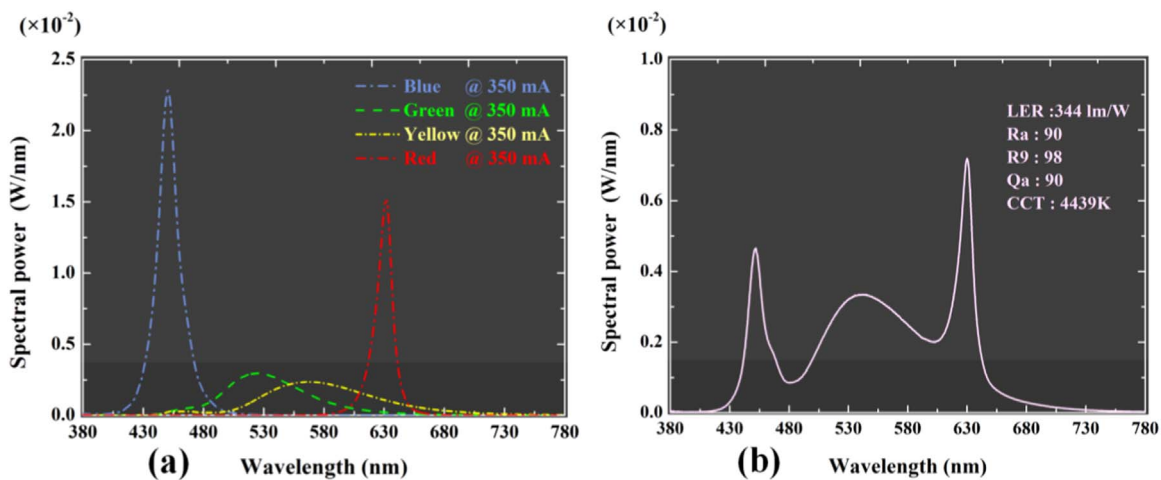 (×10⁻²)
2.5
2.0
1.5
1.0
0.5
0.0
380 430 480 530 580 630 680 730 780
Spectral power (W/nm)
Wavelength (nm)
Blue @ 350 mA
Green @ 350 mA
Yellow @ 350 mA
Red @ 350 mA
(a)
(×10⁻²)
1.0
0.8
0.6
0.4
0.2
0.0
380 430 480 530 580 630 680 730 780
Spectral power (W/nm)
Wavelength (nm)
LER :344 lm/W
Ra : 90
R9 : 98
Qa : 90
CCT : 4439K
(b)